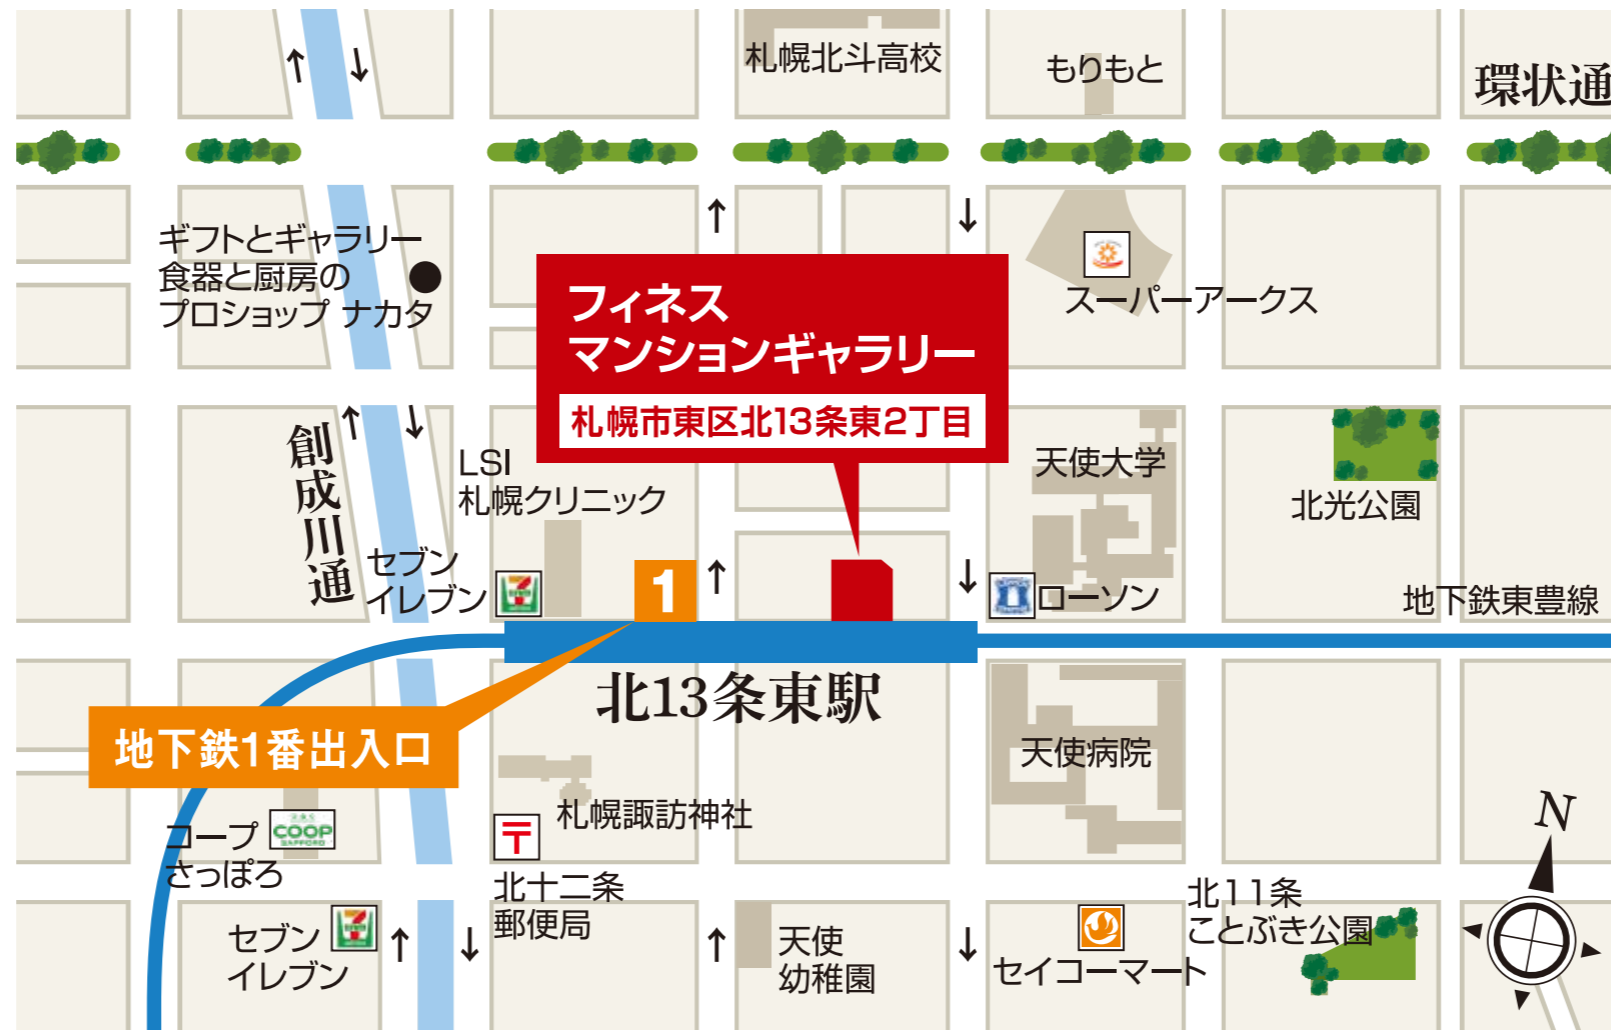 札幌北斗高校
もりもと
環状通
ギフトとギャラリー
食器と厨房の
プロショップ ナカタ
フィネス
マンションギャラリー
札幌市東区北13条東2丁目
スーパーアークス
創成川通
LSI
札幌クリニック
天使大学
北光公園
セブン
イレブン
1
ローソン
地下鉄東豊線
北13条東駅
地下鉄1番出入口
天使病院
コープ
さっぽろ
COOP
SAPPORO
札幌諏訪神社
〒
北十二条
郵便局
N
セブン
イレブン
天使
幼稚園
セイコーマート
北11条
ことぶき公園